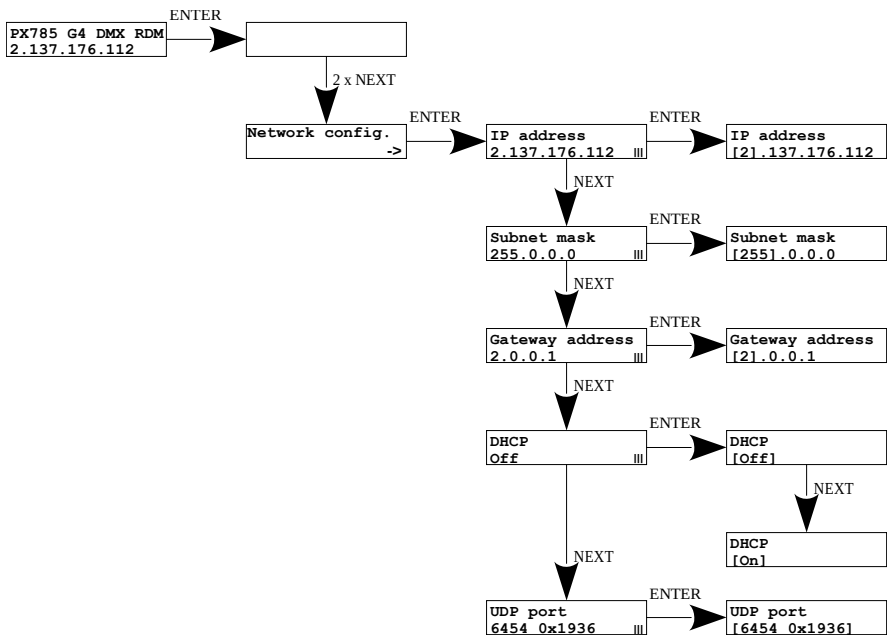 ENTER
PX785 G4 DMX RDM
2.137.176.112
2 x NEXT
Network config.
->
ENTER
IP address
2.137.176.112
ENTER
IP address
[2].137.176.112
NEXT
Subnet mask
255.0.0.0
ENTER
Subnet mask
[255].0.0.0
NEXT
Gateway address
2.0.0.1
ENTER
Gateway address
[2].0.0.1
NEXT
DHCP
Off
ENTER
DHCP
[Off]
NEXT
DHCP
[On]
NEXT
UDP port
6454 0x1936
ENTER
UDP port
[6454 0x1936]